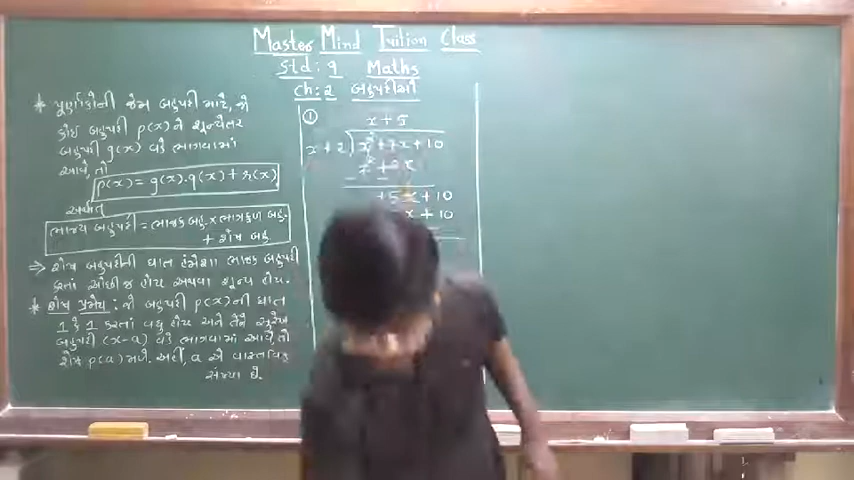 Master Mind Tuition Class
Std: 9 Maths
Ch: 2 બહુપદીઓ
* પૂર્ણાંકોની જેમ બહુપદી માટે, જો
કોઇ બહુપદી p(x) ને શૂન્યેતર
બહુપદી g(x) વડે ભાગવામાં
આવે, તો
p(x) = g(x).q(x) + r(x)
અર્થાત્
ભાજ્ય બહુપદી = ભાજક બહુ. × ભાગફળ બહુ.
+ શેષ બહુ.
⇒ શેષ બહુપદીની ઘાત હંમેશા ભાજક બહુપદી
કરતાં ઓછી જ હોય અથવા શૂન્ય હોય.
* શેષ પ્રમેય : જો બહુપદી p(x) ની ઘાત
1 કે 1 કરતાં વધુ હોય અને તેને સુરેખ
બહુપદી (x-a) વડે ભાગવામાં આવે, તો
શેષ p(a) મળે. અહીં, a એ વાસ્તવિક
સંખ્યા છે.
①
x + 5
x + 2 ) x² + 7x + 10
x² + 2x
- -
+ 5x + 10
x + 10